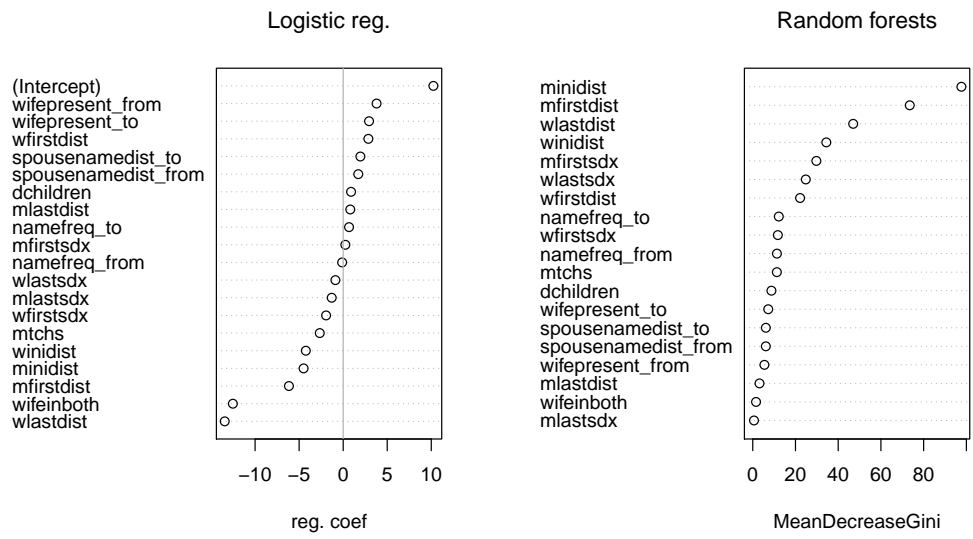 Logistic reg.
(Intercept)
wifepresent_from
wifepresent_to
wfirstdist
spousenamedist_to
spousenamedist_from
dchildren
mlastdist
namefreq_to
mfirstsdx
namefreq_from
wlastsdx
mlastsdx
wfirstsdx
mtchs
winidist
minidist
mfirstdist
wifeinboth
wlastdist
−10 −5 0 5 10
reg. coef
Random forests
minidist
mfirstdist
wlastdist
winidist
mfirstsdx
wlastsdx
wfirstdist
namefreq_to
wfirstsdx
namefreq_from
mtchs
dchildren
wifepresent_to
spousenamedist_to
spousenamedist_from
wifepresent_from
mlastdist
wifeinboth
mlastsdx
0 20 40 60 80
MeanDecreaseGini